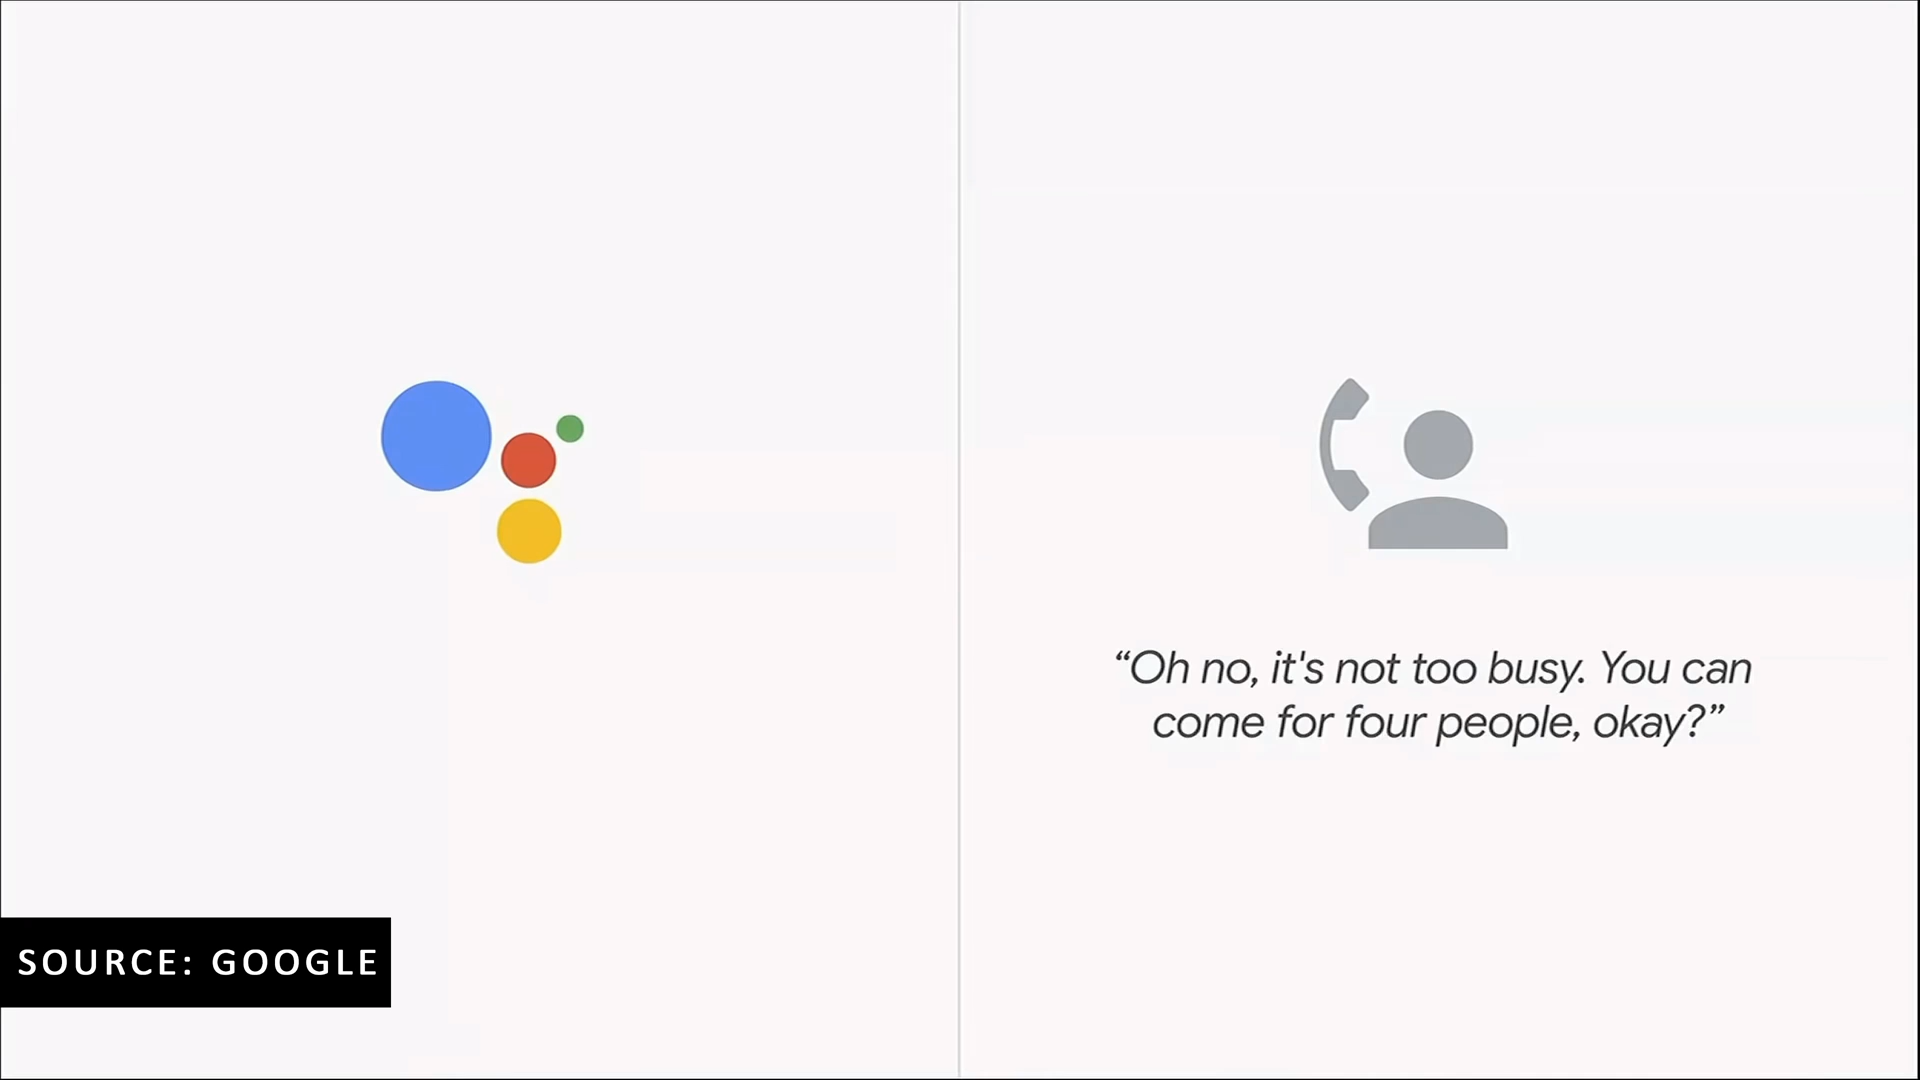 “Oh no, it's not too busy. You can
come for four people, okay?”
SOURCE: GOOGLE